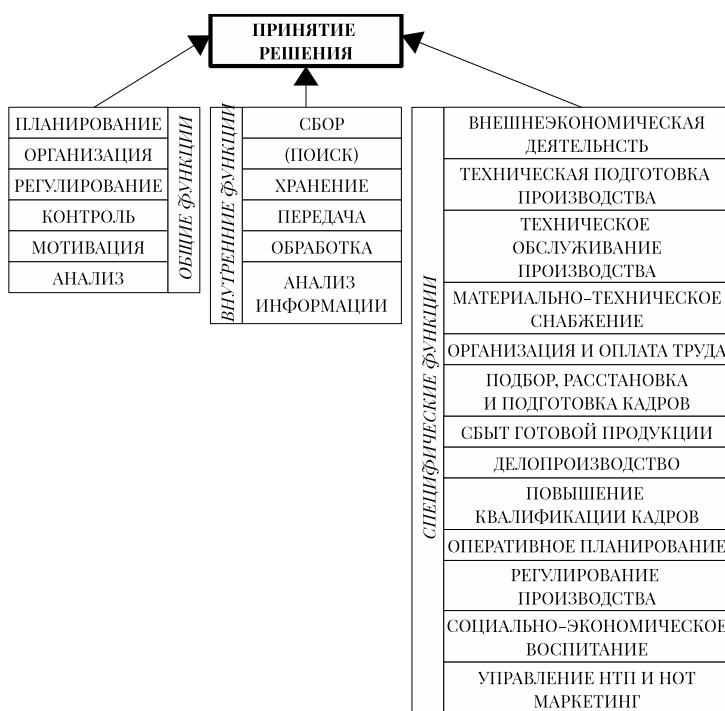 ПРИНЯТИЕ
РЕШЕНИЯ
ПЛАНИРОВАНИЕ
ОРГАНИЗАЦИЯ
РЕГУЛИРОВАНИЕ
КОНТРОЛЬ
МОТИВАЦИЯ
АНАЛИЗ
ОБЩИЕ ФУНКЦИИ
ВНУТРЕННИЕ ФУНКЦИИ
СБОР
(ПОИСК)
ХРАНЕНИЕ
ПЕРЕДАЧА
ОБРАБОТКА
АНАЛИЗ
ИНФОРМАЦИИ
СПЕЦИФИЧЕСКИЕ ФУНКЦИИ
ВНЕШНЕЭКОНОМИЧЕСКАЯ
ДЕЯТЕЛЬНСТЬ
ТЕХНИЧЕСКАЯ ПОДГОТОВКА
ПРОИЗВОДСТВА
ТЕХНИЧЕСКОЕ
ОБСЛУЖИВАНИЕ
ПРОИЗВОДСТВА
МАТЕРИАЛЬНО-ТЕХНИЧЕСКОЕ
СНАБЖЕНИЕ
ОРГАНИЗАЦИЯ И ОПЛАТА ТРУДА
ПОДБОР, РАССТАНОВКА
И ПОДГОТОВКА КАДРОВ
СБЫТ ГОТОВОЙ ПРОДУКЦИИ
ДЕЛОПРОИЗВОДСТВО
ПОВЫШЕНИЕ
КВАЛИФИКАЦИИ КАДРОВ
ОПЕРАТИВНОЕ ПЛАНИРОВАНИЕ
РЕГУЛИРОВАНИЕ
ПРОИЗВОДСТВА
СОЦИАЛЬНО-ЭКОНОМИЧЕСКОЕ
ВОСПИТАНИЕ
УПРАВЛЕНИЕ НТП И НОТ
МАРКЕТИНГ